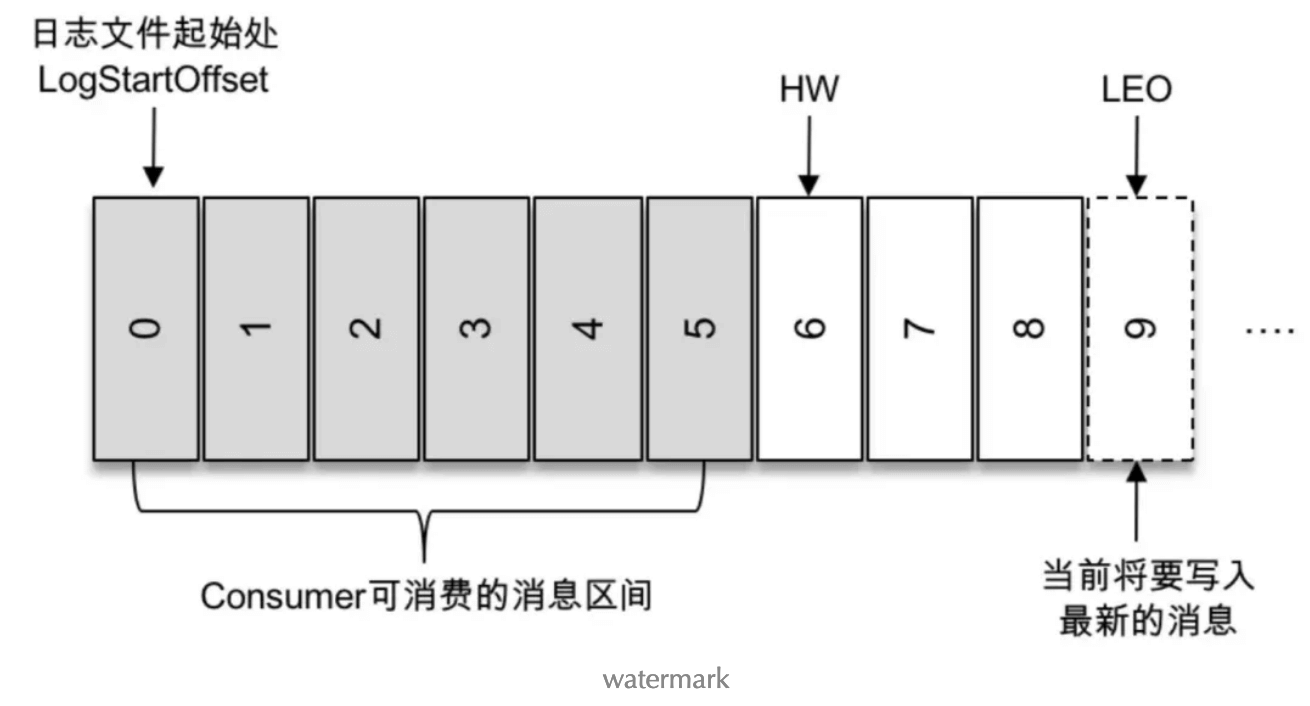 日志文件起始处
LogStartOffset
HW
LEO
0
1
2
3
4
5
6
7
8
9
....
Consumer可消费的消息区间
当前将要写入
最新的消息
watermark